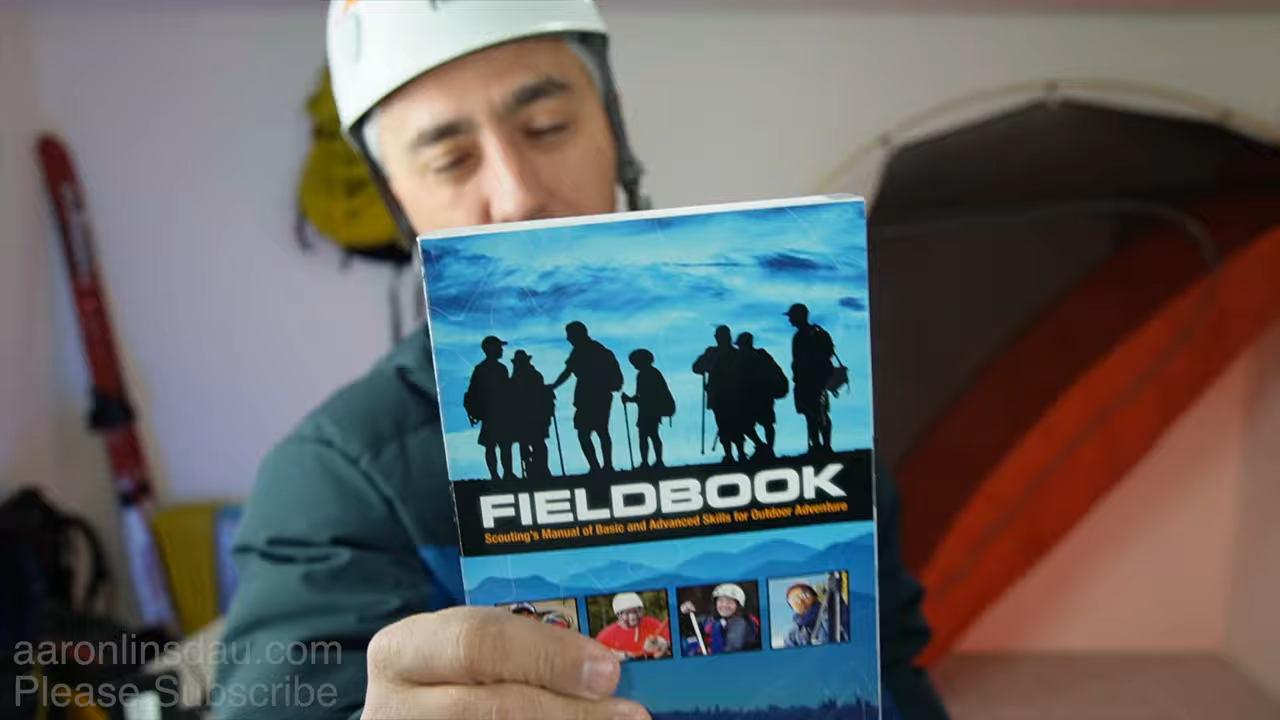 FIELDBOOK
Scouting's Manual of Basic and Advanced Skills for Outdoor Adventure
aaronlinsdau.com
Please Subscribe